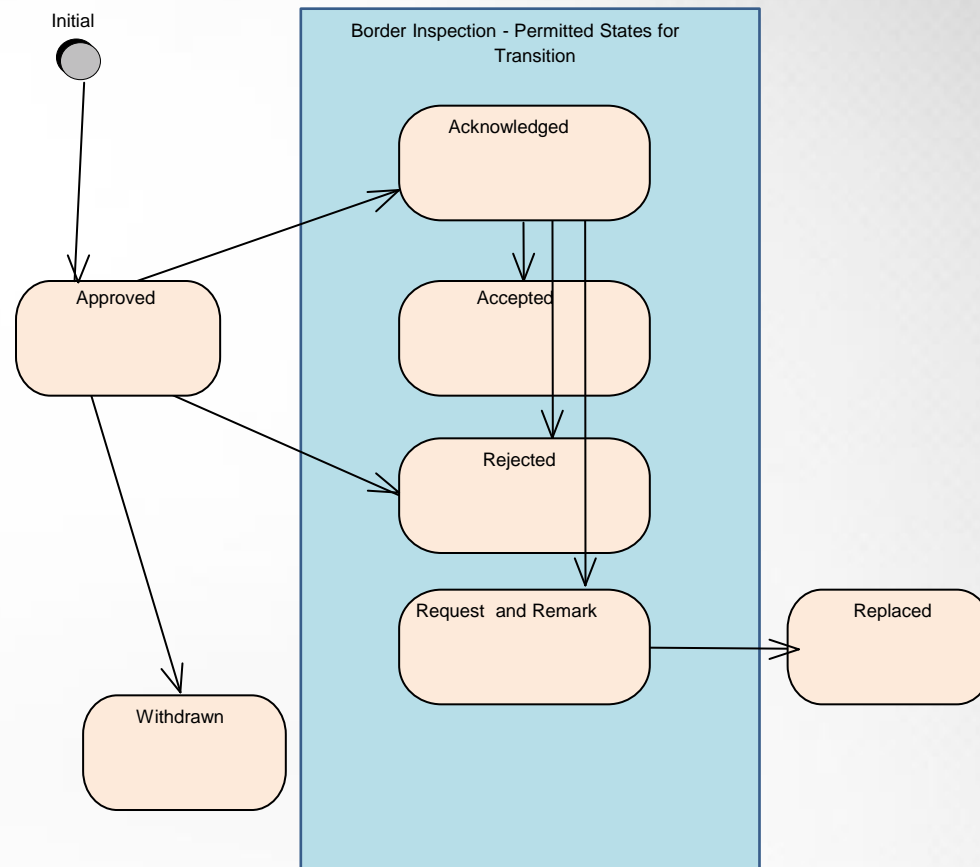 Initial
Border Inspection - Permitted States for
Transition
Acknowledged
Approved
Accepted
Rejected
Request  and Remark
Replaced
Withdrawn